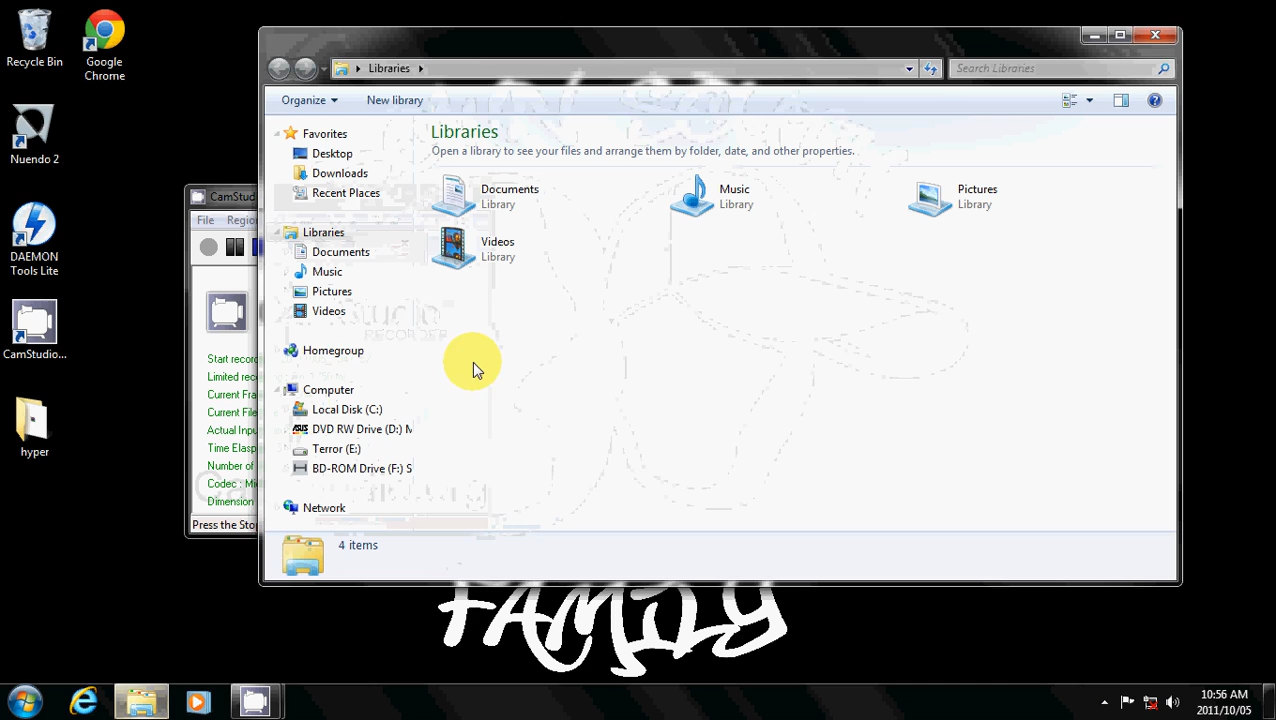 Recycle Bin
Google Chrome
Nuendo 2
DAEMON Tools Lite
CamStudio...
hyper
CamStud
File Regio
Start recor
Limited rec
Current Fra
Current File
Actual Inpu
Time Elasp
Number of
Codec : Mi
Dimension
Press the Sto
Libraries
Search Libraries
Organize New library
Favorites
Desktop
Downloads
Recent Places
Libraries
Documents
Music
Pictures
Videos
Homegroup
Computer
Local Disk (C:)
DVD RW Drive (D:) M
Terror (E:)
BD-ROM Drive (F:) S
Network
Libraries
Open a library to see your files and arrange them by folder, date, and other properties.
Documents
Library
Music
Library
Pictures
Library
Videos
Library
4 items
FAMILY
10:56 AM
2011/10/05